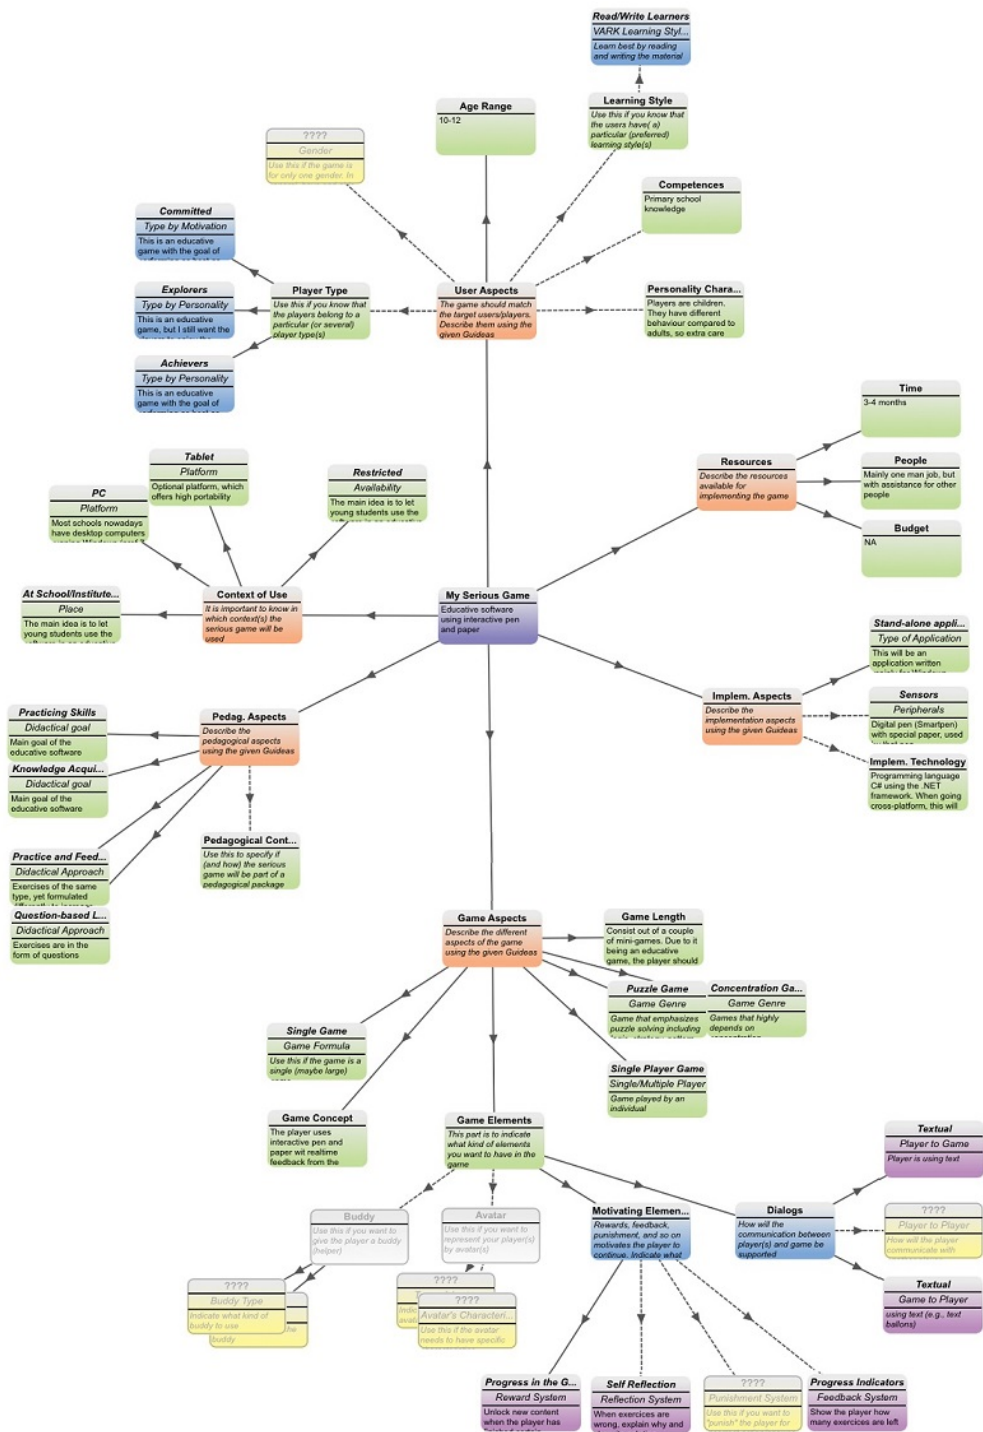 Read/Write Learners
VARK Learning Styl...
Learn best by reading
and writing the material
Learning Style
Use this if you know that
the users have( a)
particular (preferred)
learning style(s)
Age Range
10-12
????
Gender
Use this if the game is
for only one gender. In
Competences
Primary school
knowledge
Committed
Type by Motivation
This is an educative
game with the goal of
Explorers
Type by Personality
This is an educative
game, but I still want the
Achievers
Type by Personality
This is an educative
game with the goal of
Player Type
Use this if you know that
the players belong to a
particular (or several)
player type(s)
User Aspects
The game should match
the target users/players.
Describe them using the
given Guideas
Personality Chara...
Players are children.
They have different
behaviour compared to
adults, so extra care
Time
3-4 months
Resources
Describe the resources
available for
implementing the game
People
Mainly one man job, but
with assistance for other
people
Budget
NA
Tablet
Platform
Optional platform, which
offers high portability
PC
Platform
Most schools nowadays
have desktop computers
Restricted
Availability
The main idea is to let
young students use the
At School/Institute...
Place
The main idea is to let
young students use the
Context of Use
It is important to know in
which context(s) the
serious game will be
used
My Serious Game
Educative software
using interactive pen
and paper
Stand-alone appli...
Type of Application
This will be an
application written
Implem. Aspects
Describe the
implementation aspects
using the given Guideas
Sensors
Peripherals
Digital pen (Smartpen)
with special paper, used
Implem. Technology
Programming language
C# using the .NET
framework. When going
cross-platform, this will
Practicing Skills
Didactical goal
Main goal of the
educative software
Knowledge Acqui...
Didactical goal
Main goal of the
educative software
Pedag. Aspects
Describe the
pedagogical aspects
using the given Guideas
Pedagogical Cont...
Use this to specify if
(and how) the serious
game will be part of a
pedagogical package
Practice and Feed...
Didactical Approach
Exercises of the same
type, yet formulated
Question-based L...
Didactical Approach
Exercises are in the
form of questions
Game Aspects
Describe the different
aspects of the game
using the given Guideas
Game Length
Consist out of a couple
of mini-games. Due to it
being an educative
game, the player should
Puzzle Game
Game Genre
Game that emphasizes
puzzle solving including
Concentration Ga...
Game Genre
Games that highly
depends on
Single Game
Game Formula
Use this if the game is a
single (maybe large)
Single Player Game
Single/Multiple Player
Game played by an
individual
Game Concept
The player uses
interactive pen and
paper wit realtime
feedback from the
Game Elements
This part is to indicate
what kind of elements
you want to have in the
game
Textual
Player to Game
Player is using text
Buddy
Use this if you want to
give the player a buddy
(helper)
Avatar
Use this if you want to
represent your player(s)
by avatar(s)
Motivating Elemen...
Rewards, feedback,
punishment, and so on
motivates the player to
continue. Indicate what
Dialogs
How will the
communication between
player(s) and game be
supported
????
Player to Player
How will the player
communicate with
Textual
Game to Player
using text (e.g., text
ballons)
????
Buddy Type
Indicate what kind of
buddy to use
buddy
????
????
Avatar's Characteri...
Use this if the avatar
needs to have specific
Progress in the G...
Reward System
Unlock new content
when the player has
Self Reflection
Reflection System
When exercises are
wrong, explain why and
????
Punishment System
Use this if you want to
"punish" the player for
Progress Indicators
Feedback System
Show the player how
many exercices are left